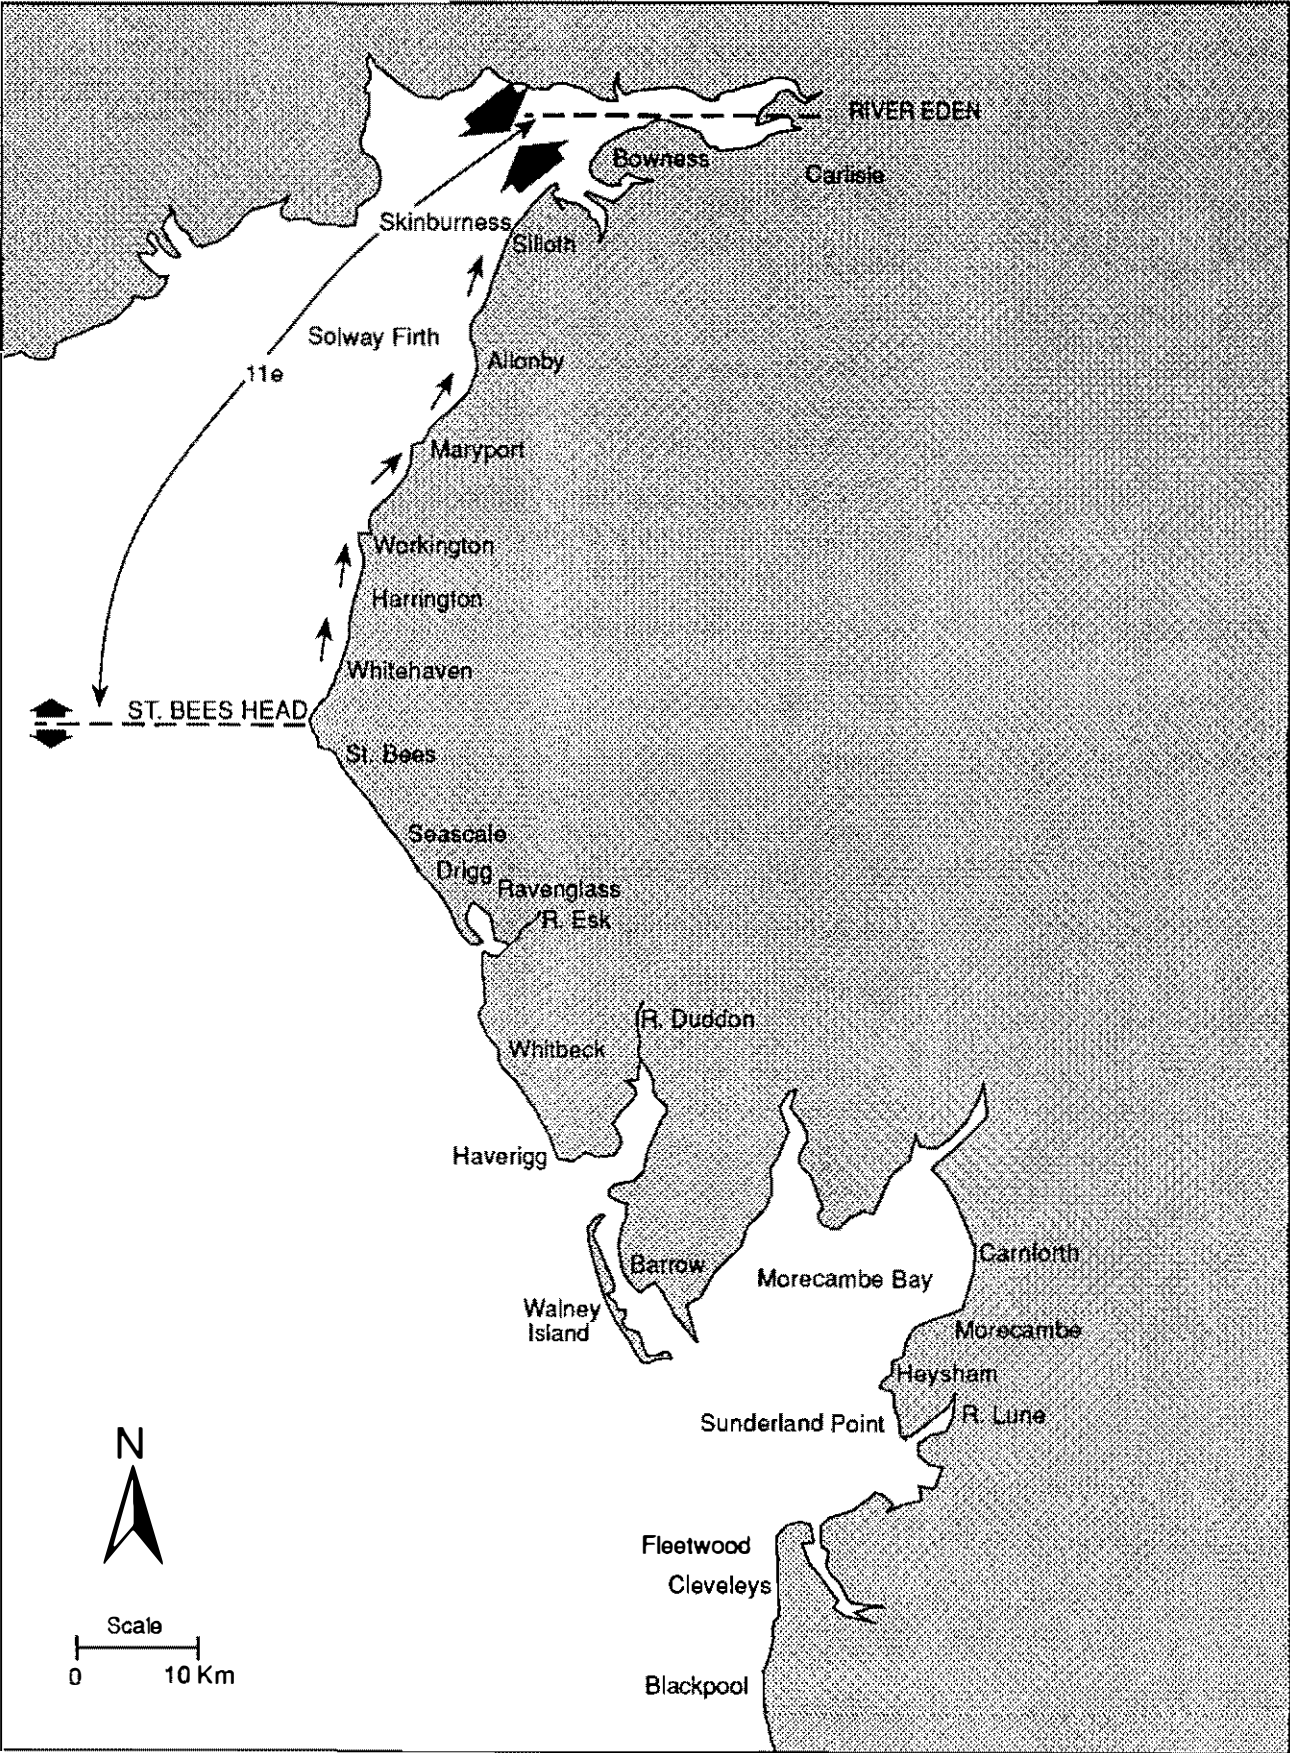 RIVER EDEN
Bowness
Carlisle
Skinburness
Silloth
Solway Firth
Allonby
11e
Maryport
Workington
Harrington
Whitehaven
ST. BEES HEAD
St. Bees
Seascale
Drigg
Ravenglass
R. Esk
R. Duddon
Whitbeck
Haverigg
Carnforth
Barrow
Morecambe Bay
Walney
Island
Morecambe
Heysham
R. Lune
Sunderland Point
N
Fleetwood
Cleveleys
Scale
0 10 Km
Blackpool